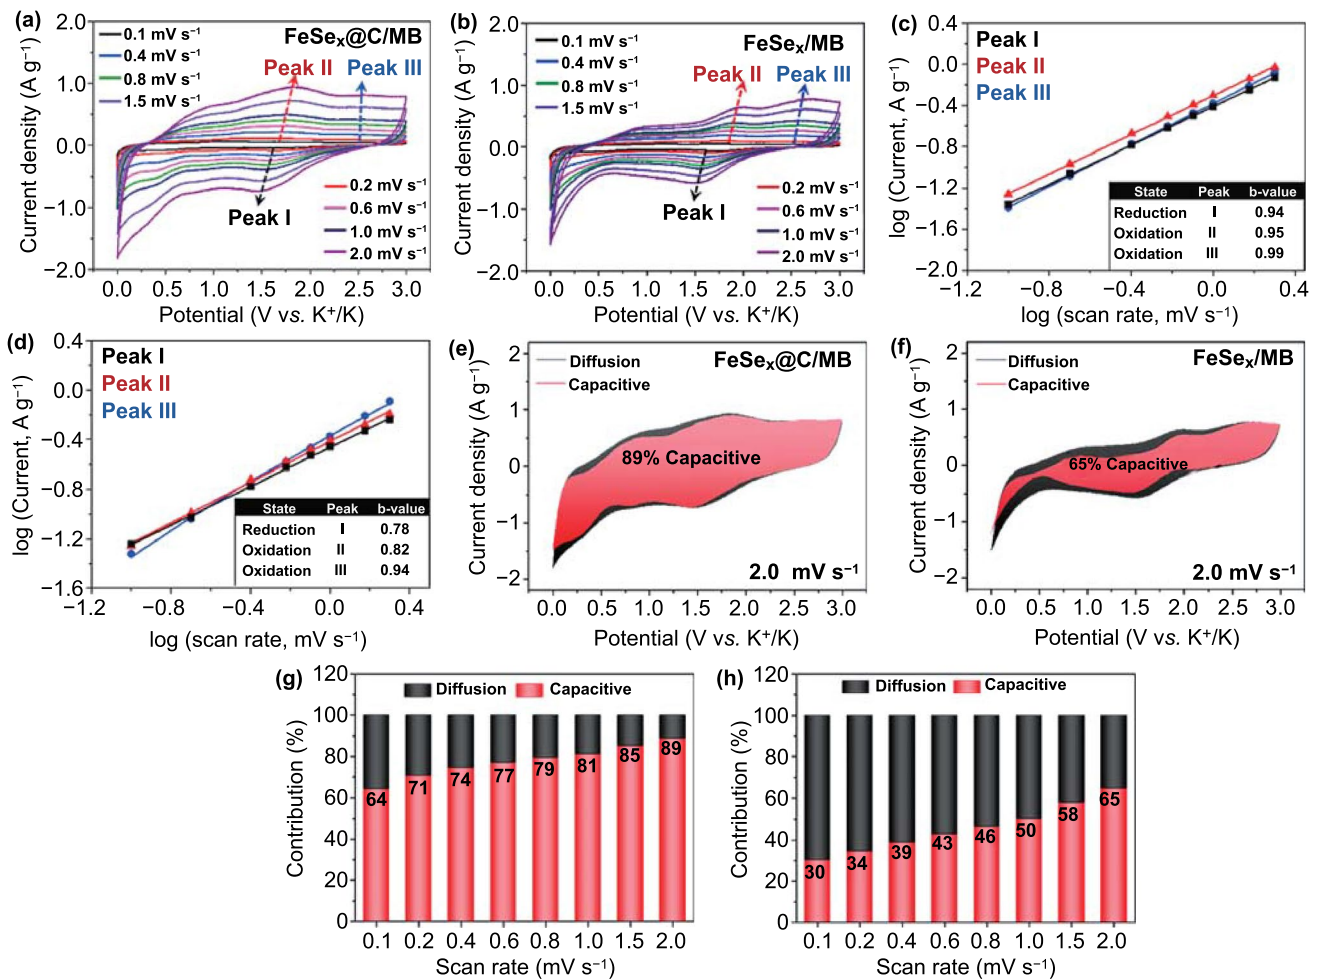 (a)
2.0
1.0
0.0
−1.0
−2.0
Current density (A g⁻¹)
0.1 mV s⁻¹
0.4 mV s⁻¹
0.8 mV s⁻¹
1.5 mV s⁻¹
FeSeₓ@C/MB
Peak II
Peak III
Peak I
0.2 mV s⁻¹
0.6 mV s⁻¹
1.0 mV s⁻¹
2.0 mV s⁻¹
0.0 0.5 1.0 1.5 2.0 2.5 3.0
Potential (V vs. K⁺/K)
(b)
2.0
1.0
0.0
−1.0
−2.0
Current density (A g⁻¹)
0.1 mV s⁻¹
0.4 mV s⁻¹
0.8 mV s⁻¹
1.5 mV s⁻¹
FeSeₓ/MB
Peak II
Peak III
Peak I
0.2 mV s⁻¹
0.6 mV s⁻¹
1.0 mV s⁻¹
2.0 mV s⁻¹
0.0 0.5 1.0 1.5 2.0 2.5 3.0
Potential (V vs. K⁺/K)
(c)
0.4
0.0
−0.4
−0.8
−1.2
−1.6
−2.0
log (Current, A g⁻¹)
Peak I
Peak II
Peak III
State Peak b-value
Reduction I 0.94
Oxidation II 0.95
Oxidation III 0.99
−1.2 −0.8 −0.4 0.0 0.4
log (scan rate, mV s⁻¹)
(d)
0.4
0.0
−0.4
−0.8
−1.2
−1.6
log (Current, A g⁻¹)
Peak I
Peak II
Peak III
State Peak b-value
Reduction I 0.78
Oxidation II 0.82
Oxidation III 0.94
−1.2 −0.8 −0.4 0.0 0.4
log (scan rate, mV s⁻¹)
(e)
2
1
0
−1
−2
Current density (A g⁻¹)
Diffusion
Capacitive
FeSeₓ@C/MB
89% Capacitive
2.0 mV s⁻¹
0.0 0.5 1.0 1.5 2.0 2.5 3.0
Potential (V vs. K⁺/K)
(f)
2
1
0
−1
−2
Current density (A g⁻¹)
Diffusion
Capacitive
FeSeₓ/MB
65% Capacitive
2.0 mV s⁻¹
0.0 0.5 1.0 1.5 2.0 2.5 3.0
Potential (V vs. K⁺/K)
(g)
120
100
80
60
40
20
0
Contribution (%)
Diffusion Capacitive
64 71 74 77 79 81 85 89
0.1 0.2 0.4 0.6 0.8 1.0 1.5 2.0
Scan rate (mV s⁻¹)
(h)
120
100
80
60
40
20
0
Contribution (%)
Diffusion Capacitive
30 34 39 43 46 50 58 65
0.1 0.2 0.4 0.6 0.8 1.0 1.5 2.0
Scan rate (mV s⁻¹)